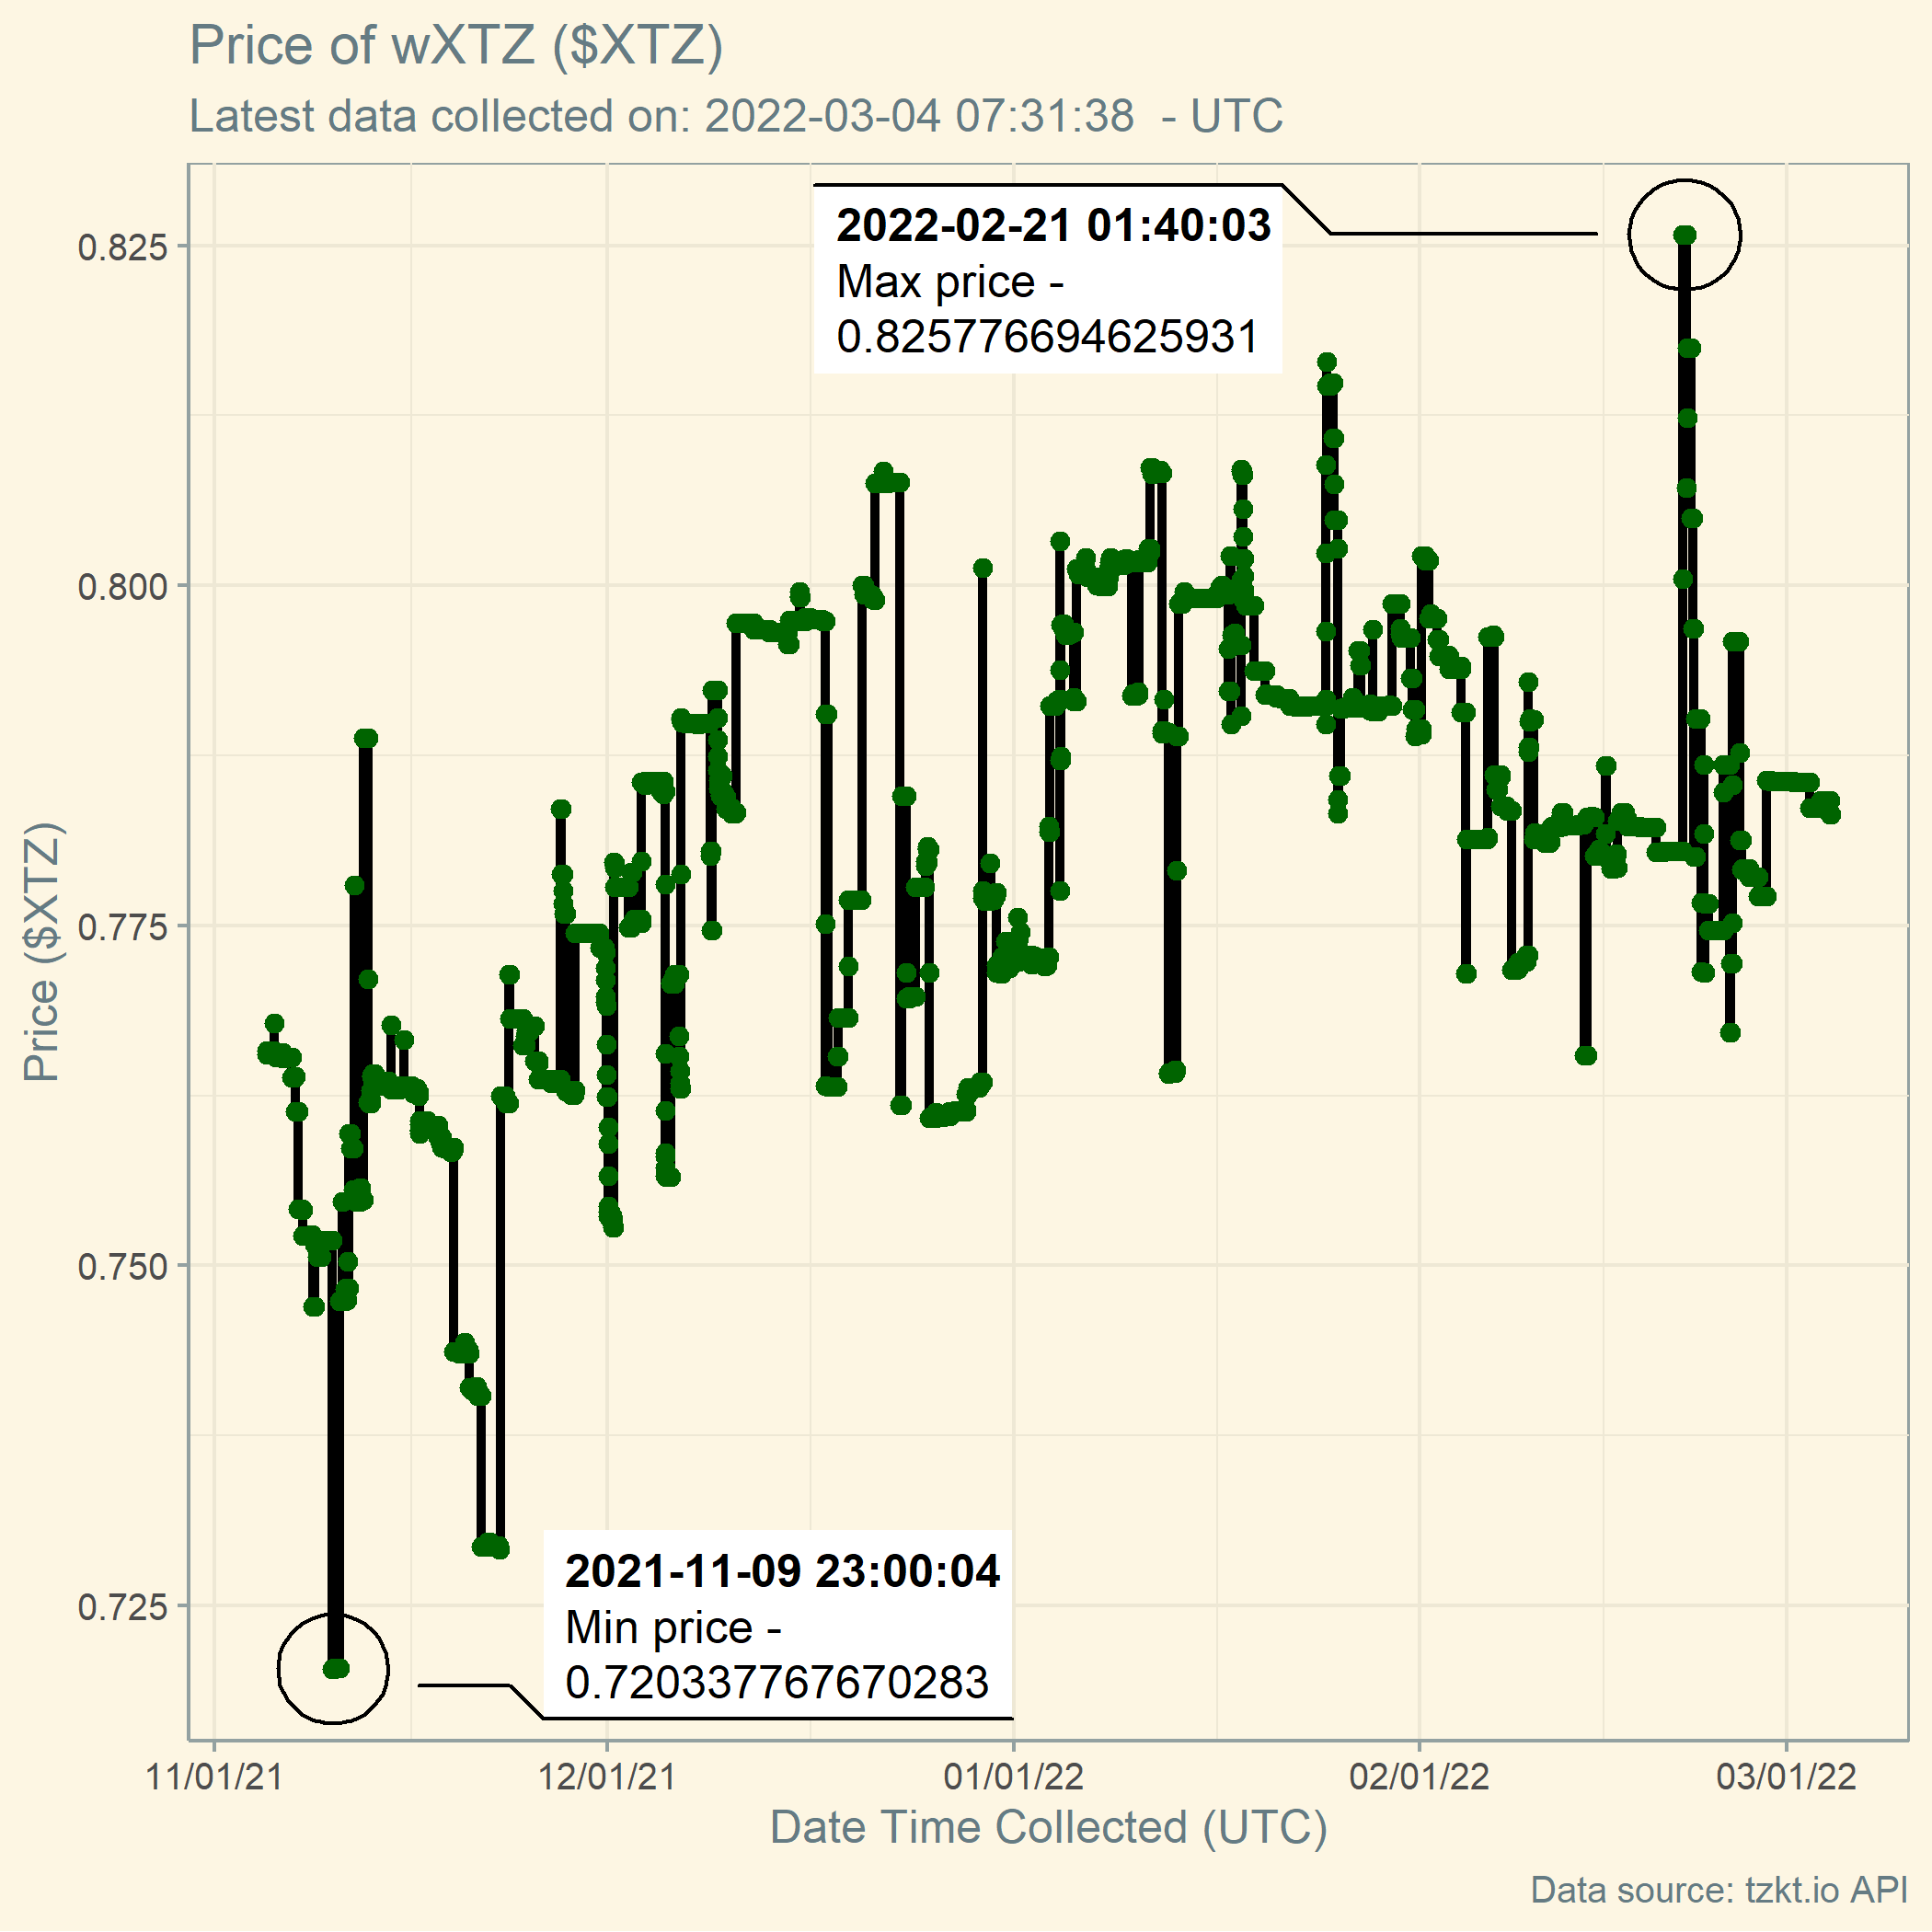 Price of wXTZ ($XTZ)
Latest data collected on: 2022-03-04 07:31:38  - UTC
2022-02-21 01:40:03
Max price -
0.825776694625931
0.825
0.800
0.775
0.750
0.725
Price ($XTZ)
2021-11-09 23:00:04
Min price -
0.720337767670283
11/01/21
12/01/21
01/01/22
02/01/22
03/01/22
Date Time Collected (UTC)
Data source: tzkt.io API